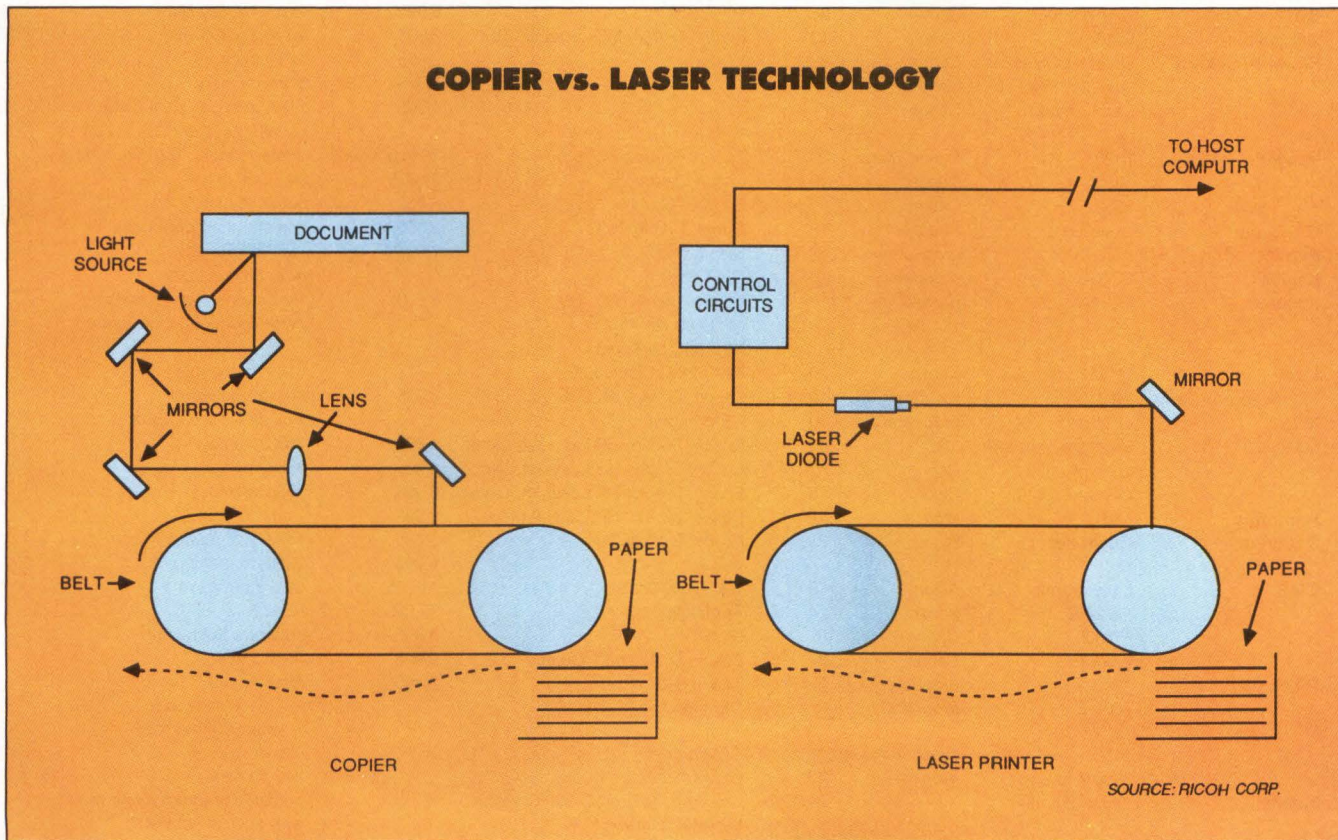 COPIER vs. LASER TECHNOLOGY
DOCUMENT
LIGHT
SOURCE
MIRRORS
LENS
BELT
PAPER
COPIER
TO HOST
COMPUTR
CONTROL
CIRCUITS
LASER
DIODE
MIRROR
BELT
PAPER
LASER PRINTER
SOURCE: RICOH CORP.